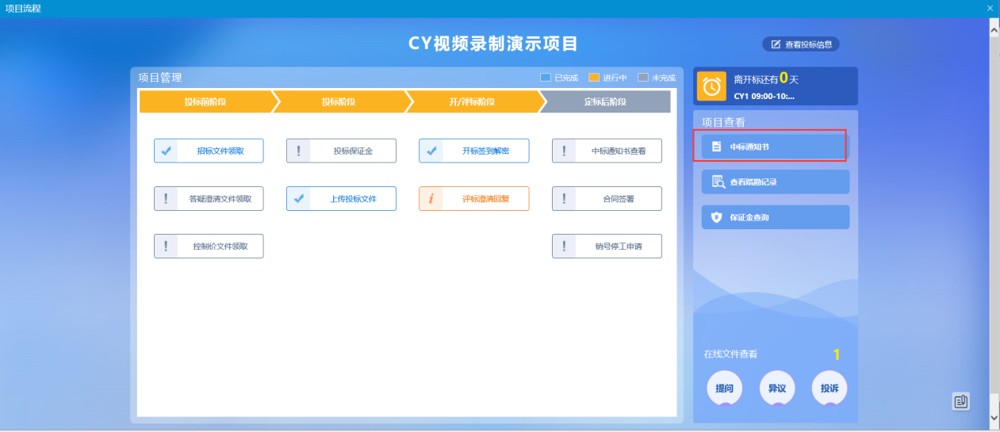 项目流程
CY视频录制演示项目
查看投标信息
项目管理
已完成 进行中 未完成
投标前阶段 投标阶段 开/评标阶段 定标后阶段
招标文件领取 投标保证金 开标签到解密 中标通知书查看
答疑澄清文件领取 上传投标文件 评标澄清回复 合同签署
控制价文件领取 销号停工申请
离开标还有0天
CY1 09:00-10:...
项目查看
中标通知书
查看踏勘记录
保证金查询
在线文件查看 1
提问 异议 投诉